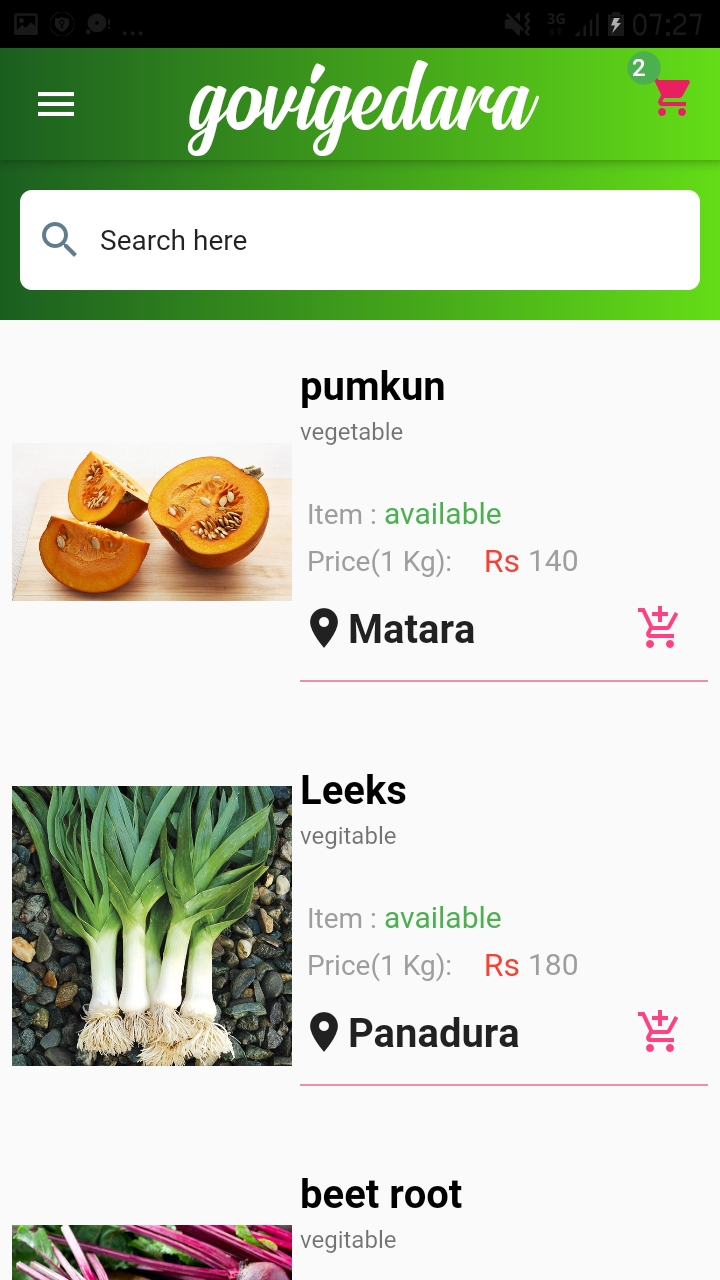 ...
3G
07:27
govigedara
2
Search here
pumkun
vegetable
Item : available
Price(1 Kg): Rs 140
Matara
Leeks
vegitable
Item : available
Price(1 Kg): Rs 180
Panadura
beet root
vegitable